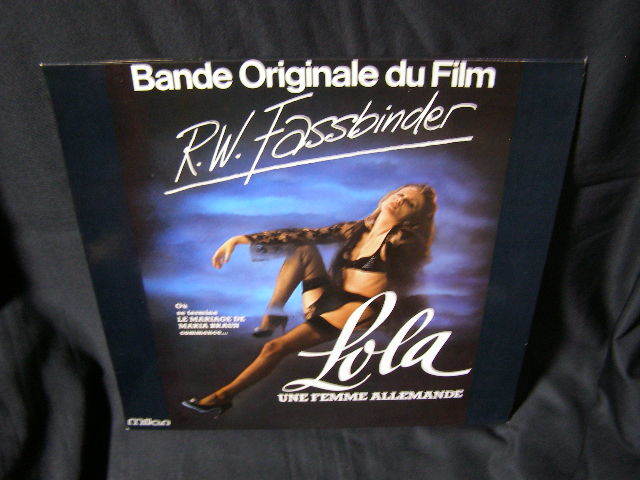 Bande Originale du Film
R.W. Fassbinder
Où
se termine
LE MARIAGE DE
MARIA BRAUN
commence...
Lola
UNE FEMME ALLEMANDE
milan